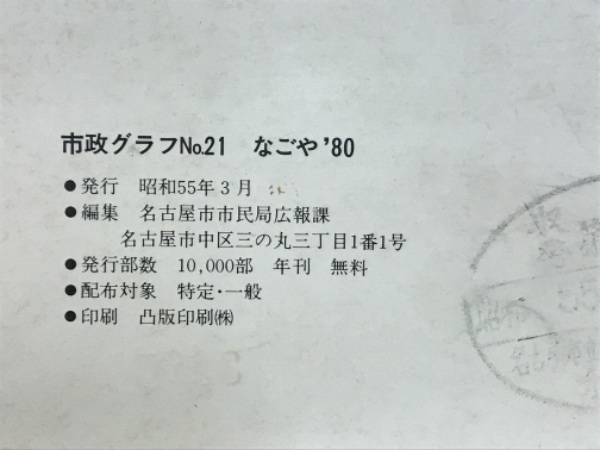 市政グラフNo.21 なごや'80
●発行 昭和55年3月
●編集 名古屋市市民局広報課
名古屋市中区三の丸三丁目1番1号
●発行部数 10,000部 年刊 無料
●配布対象 特定・一般
●印刷 凸版印刷㈱